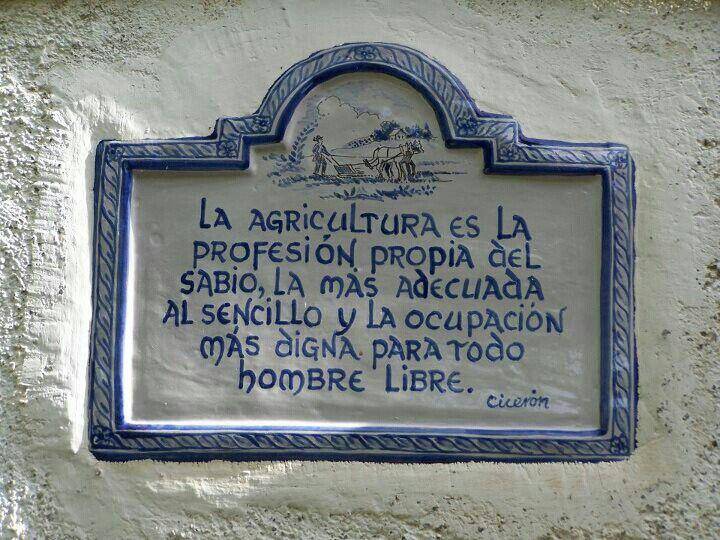 LA AGRICULTURA ES LA
PROFESIÓN PROPIA DEL
SABIO, LA MÁS ADECUADA
AL SENCILLO Y LA OCUPACIÓN
MÁS DIGNA PARA TODO
HOMBRE LIBRE.
Cicerón